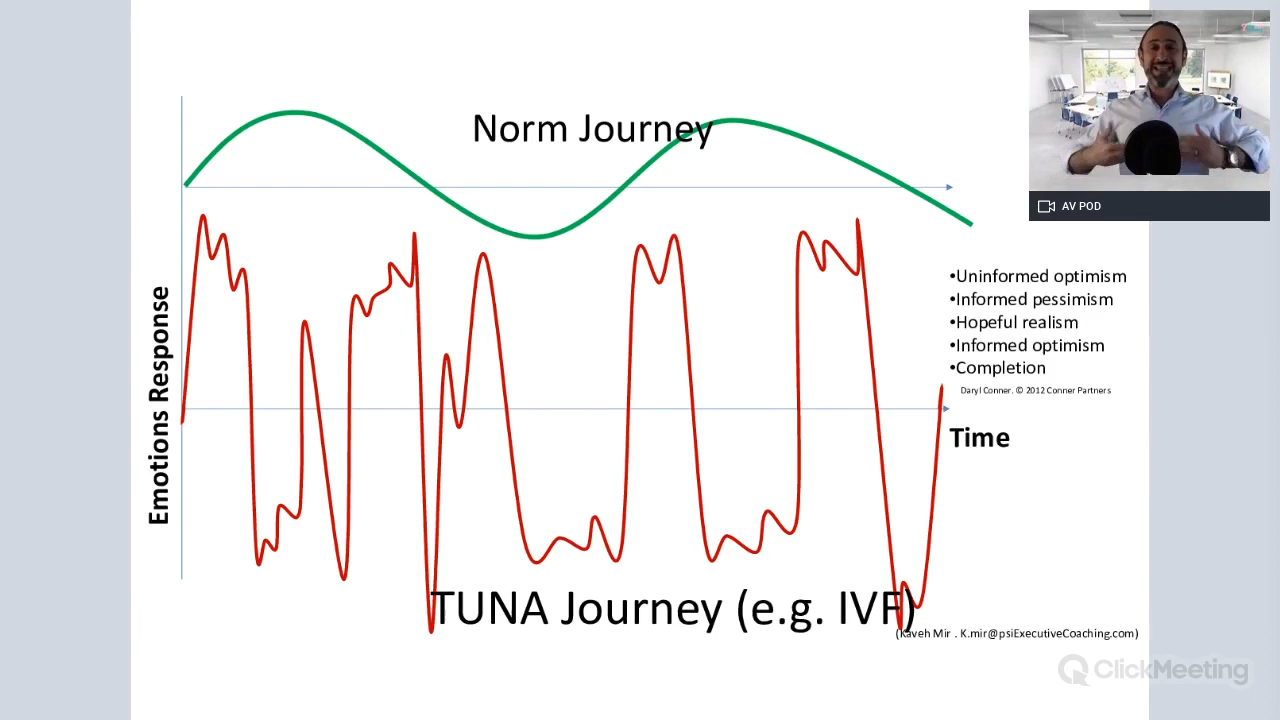 Norm Journey
AV POD
Emotions Response
•Uninformed optimism
•Informed pessimism
•Hopeful realism
•Informed optimism
•Completion
Daryl Conner. © 2012 Conner Partners
Time
TUNA Journey (e.g. IVF)
(Kaveh Mir . K.mir@psiExecutiveCoaching.com)
ClickMeeting